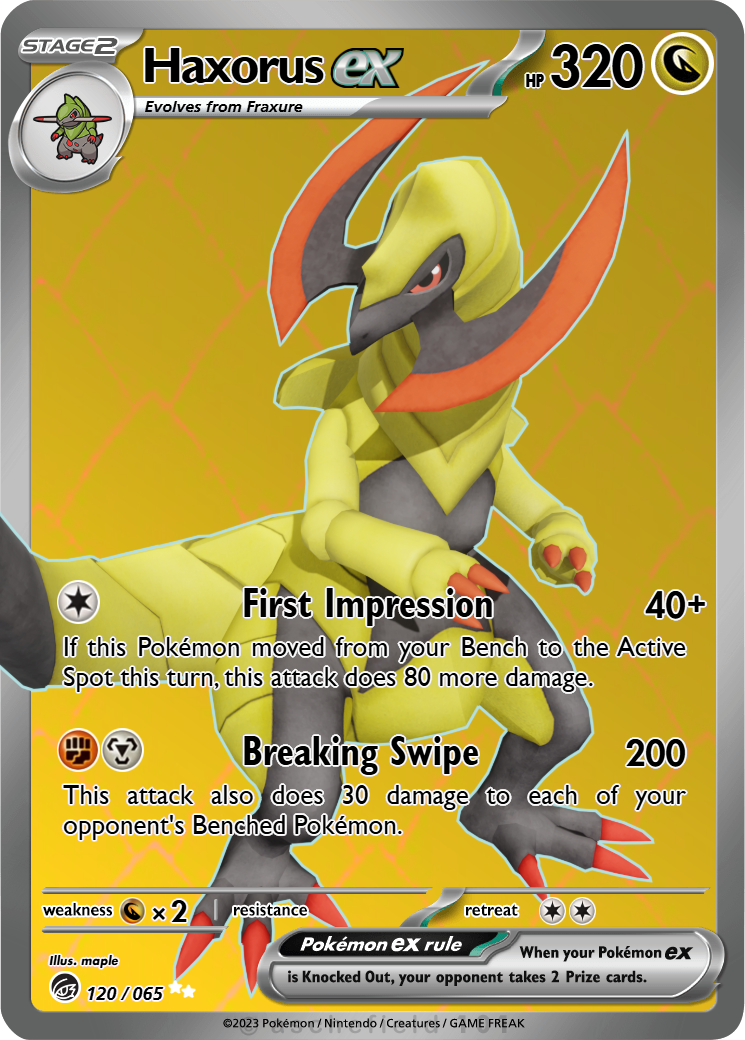 STAGE2
Haxorus ex HP 320
Evolves from Fraxure
First Impression 40+
If this Pokémon moved from your Bench to the Active
Spot this turn, this attack does 80 more damage.
Breaking Swipe 200
This attack also does 30 damage to each of your
opponent's Benched Pokémon.
weakness ×2 resistance retreat
Pokémon ex rule When your Pokémon ex
is Knocked Out, your opponent takes 2 Prize cards.
Illus. maple
120 / 065
©2023 Pokémon / Nintendo / Creatures / GAME FREAK